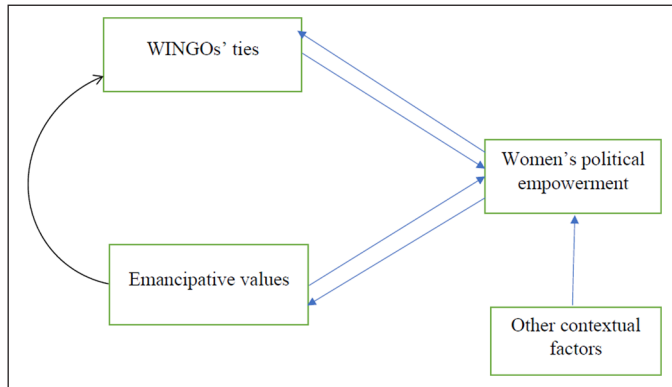 WINGOs’ ties
Women’s political
empowerment
Emancipative values
Other contextual
factors